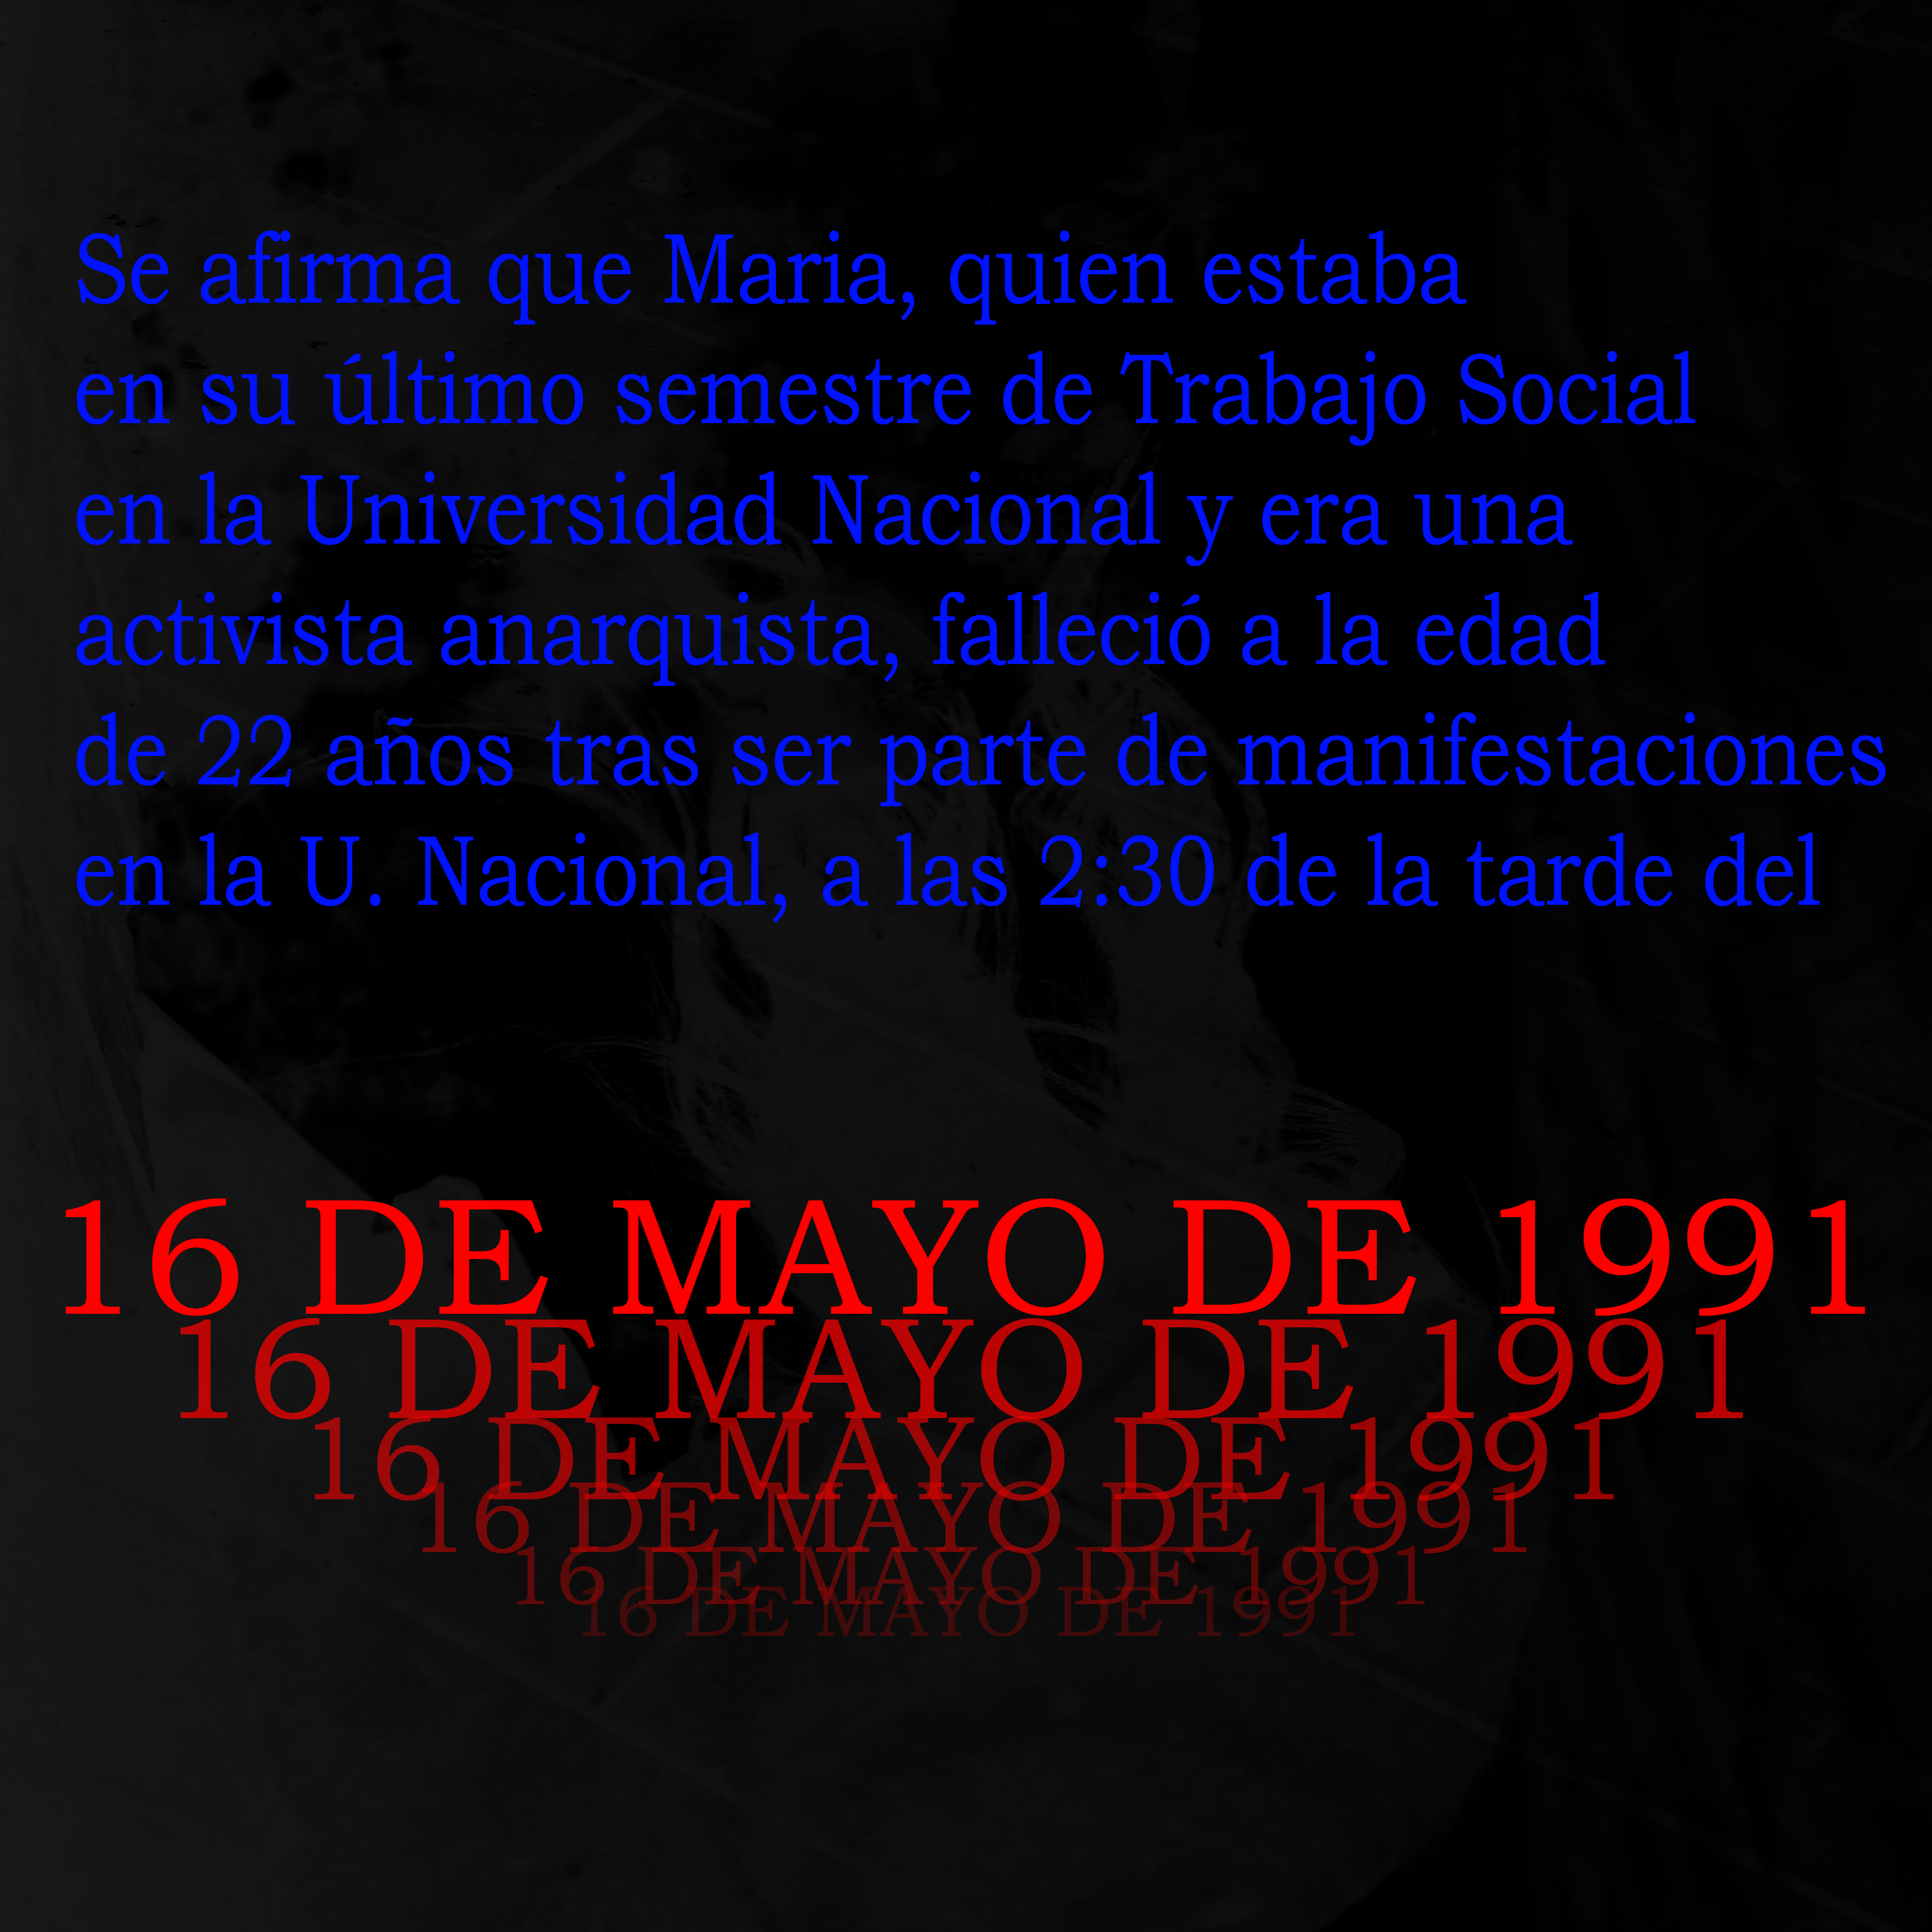 Se afirma que Maria, quien estaba
en su último semestre de Trabajo Social
en la Universidad Nacional y era una
activista anarquista, falleció a la edad
de 22 años tras ser parte de manifestaciones
en la U. Nacional, a las 2:30 de la tarde del
16 DE MAYO DE 1991
16 DE MAYO DE 1991
16 DE MAYO DE 1991
16 DE MAYO DE 1991
16 DE MAYO DE 1991
16 DE MAYO DE 1991